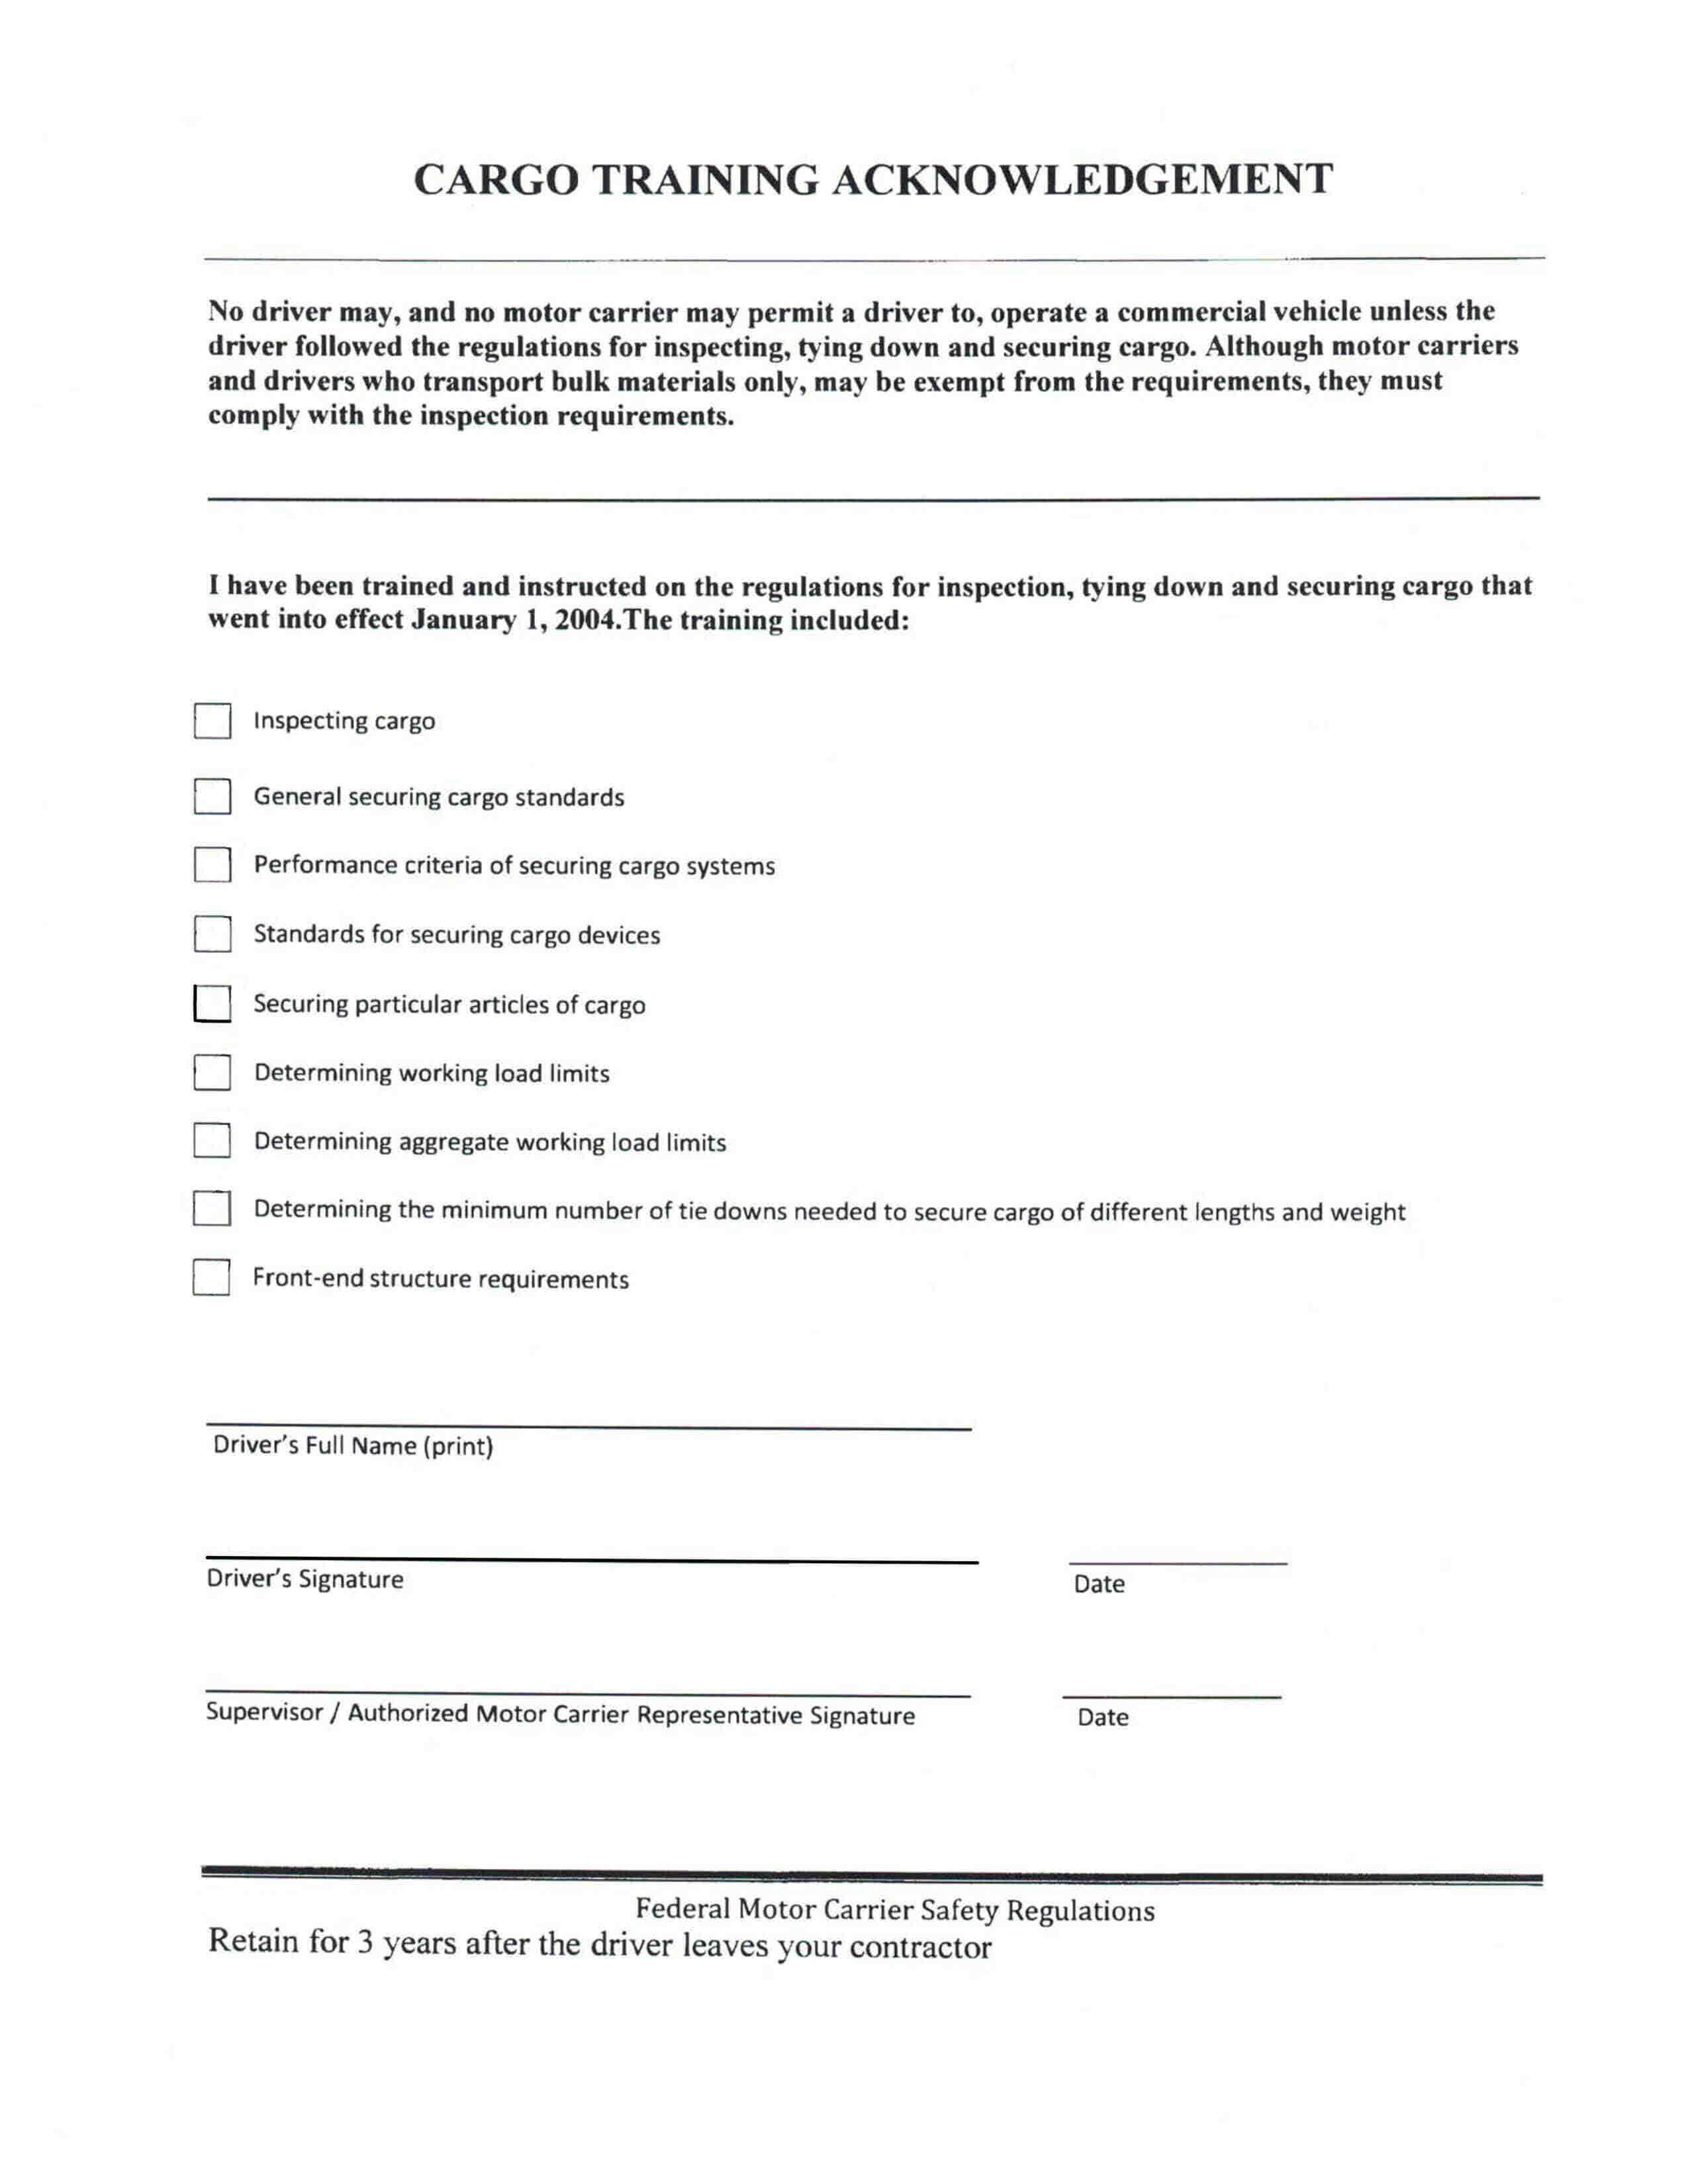 CARGO TRAINING ACKNOWLEDGEMENT
No driver may, and no motor carrier may permit a driver to, operate a commercial vehicle unless the
driver followed the regulations for inspecting, tying down and securing cargo. Although motor carriers
and drivers who transport bulk materials only, may be exempt from the requirements, they must
comply with the inspection requirements.
I have been trained and instructed on the regulations for inspection, tying down and securing cargo that
went into effect January 1, 2004.The training included:
Inspecting cargo
General securing cargo standards
Performance criteria of securing cargo systems
Standards for securing cargo devices
Securing particular articles of cargo
Determining working load limits
Determining aggregate working load limits
Determining the minimum number of tie downs needed to secure cargo of different lengths and weight
Front-end structure requirements
Driver's Full Name (print)
Driver's Signature Date
Supervisor / Authorized Motor Carrier Representative Signature Date
Federal Motor Carrier Safety Regulations
Retain for 3 years after the driver leaves your contractor